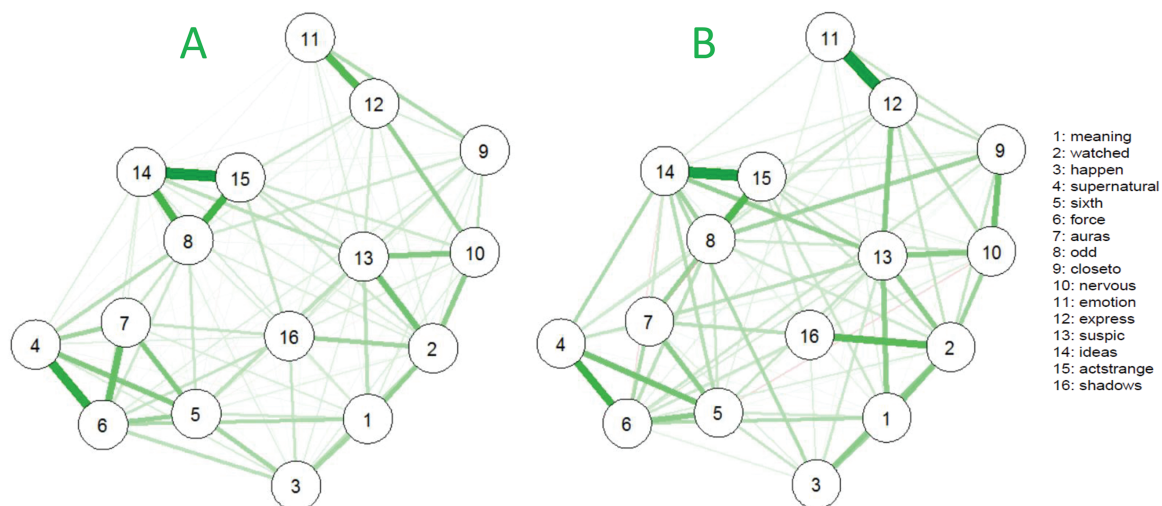 A
B
11
12
9
14
15
8
13
10
7
4
16
2
6
5
1
3
11
12
9
14
15
8
13
10
7
4
16
2
6
5
1
3
1: meaning
2: watched
3: happen
4: supernatural
5: sixth
6: force
7: auras
8: odd
9: closeto
10: nervous
11: emotion
12: express
13: suspic
14: ideas
15: actstrange
16: shadows